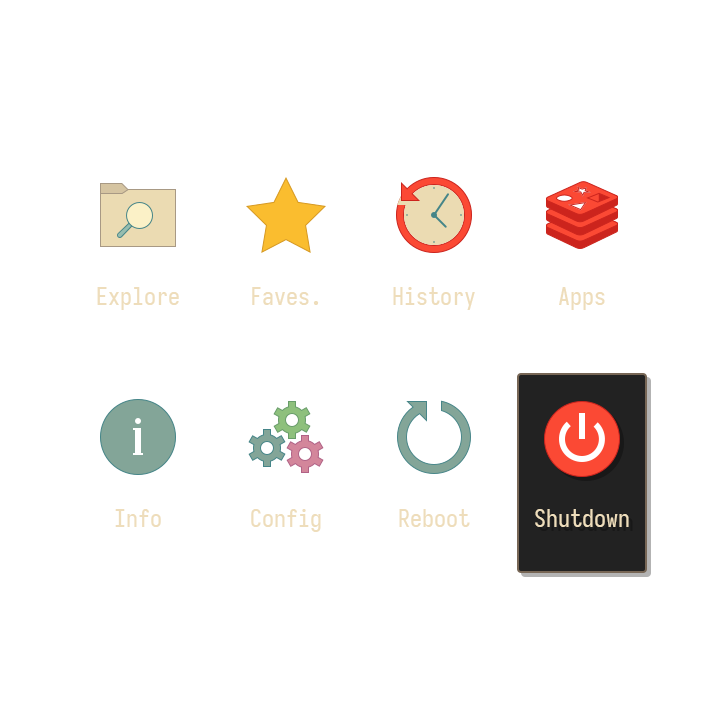 Explore
Faves.
History
Apps
Info
Config
Reboot
Shutdown